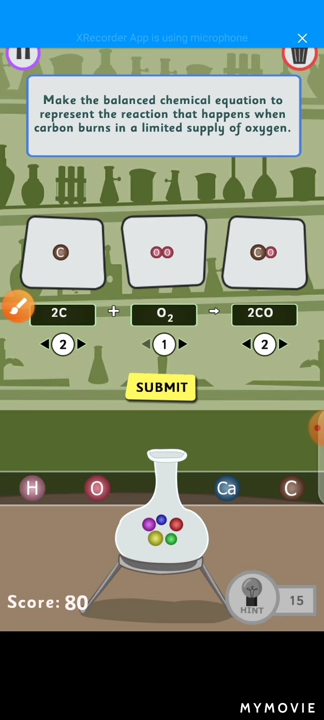 XRecorder App is using microphone
Make the balanced chemical equation to
represent the reaction that happens when
carbon burns in a limited supply of oxygen.
C
O O
C O
2C + O₂ → 2CO
2 1 2
SUBMIT
H O Ca C
Score: 80
HINT
15
MYMOVIE